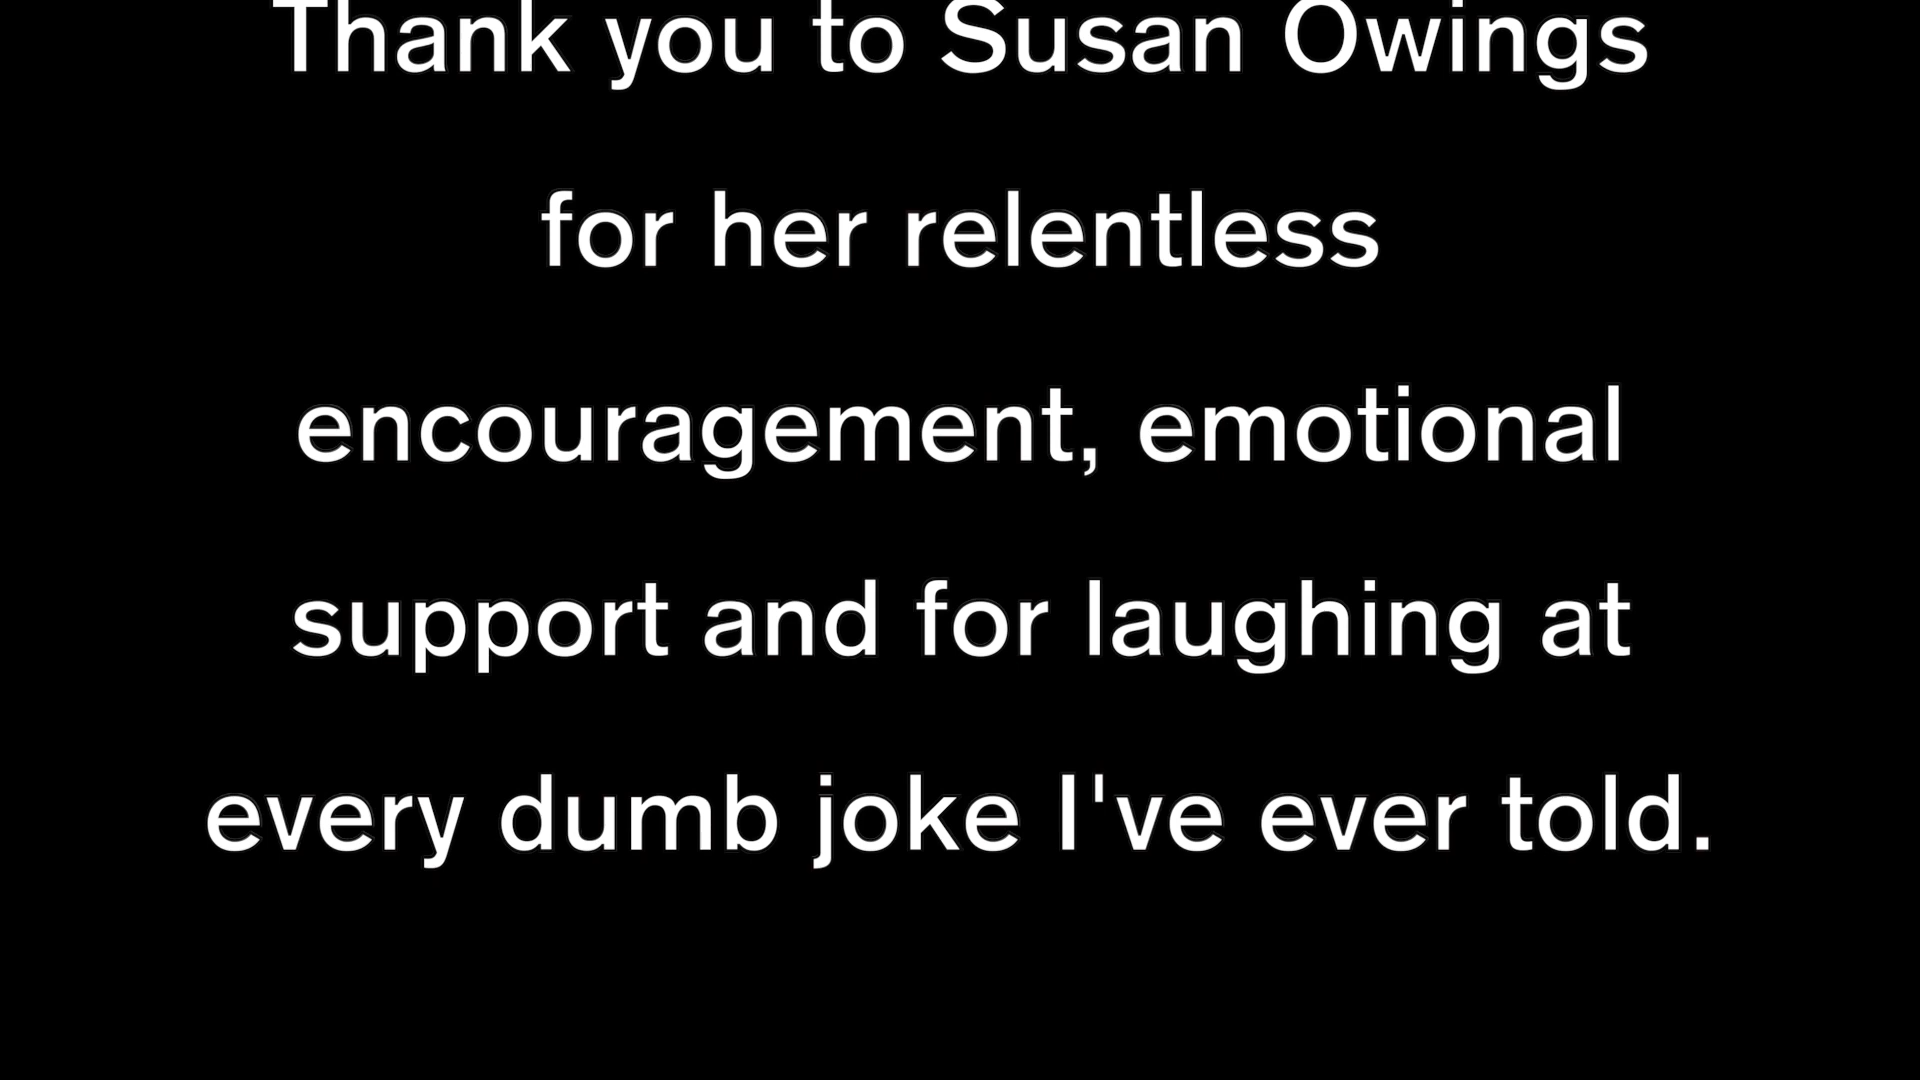 Thank you to Susan Owings
for her relentless
encouragement, emotional
support and for laughing at
every dumb joke I've ever told.